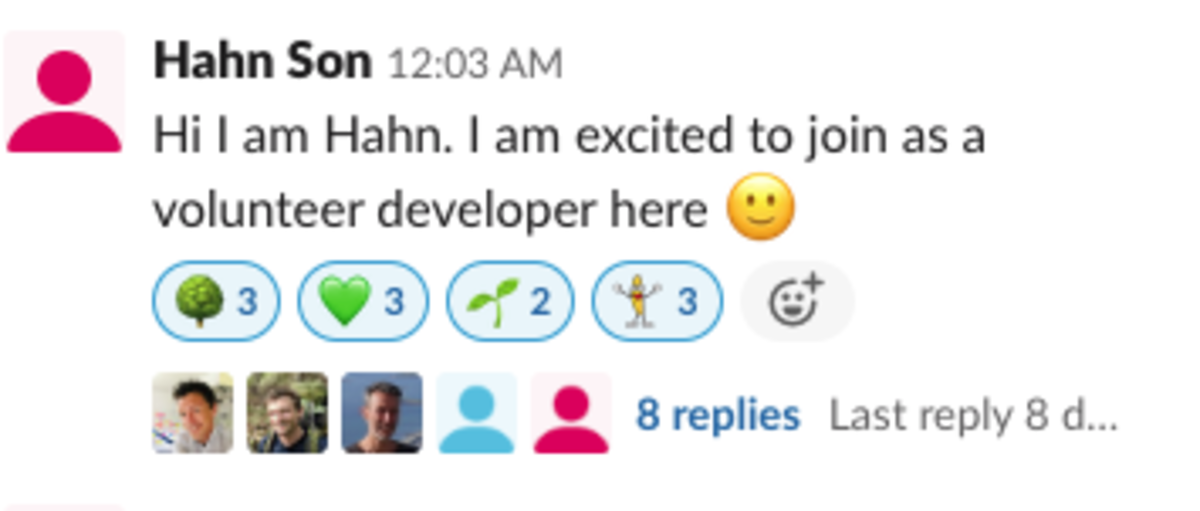 Hahn Son 12:03 AM
Hi I am Hahn. I am excited to join as a
volunteer developer here 🙂
🌳 3 💚 3 🌱 2 3
8 replies Last reply 8 d...